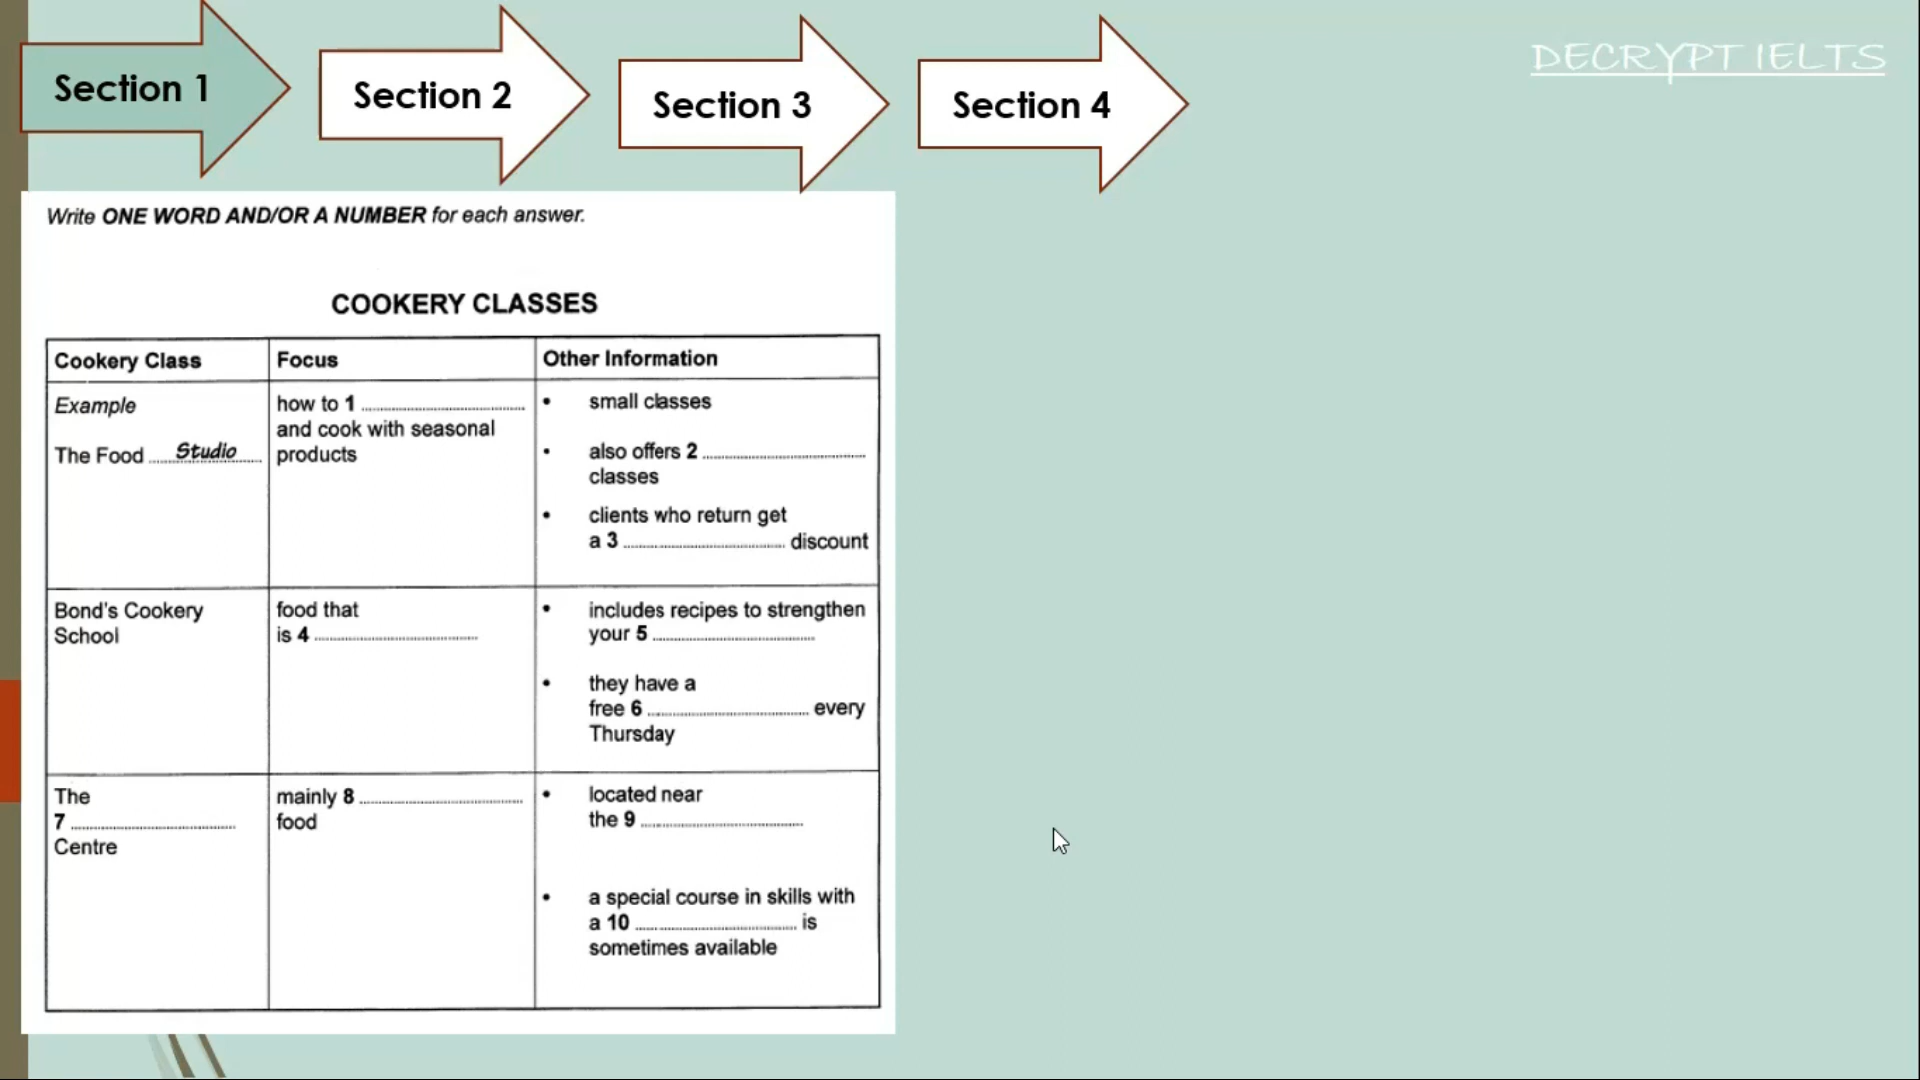 Section 1
Section 2
Section 3
Section 4
DECRYPT IELTS
Write ONE WORD AND/OR A NUMBER for each answer.
COOKERY CLASSES
Cookery Class
Focus
Other Information
Example
The Food ........ Studio ........
how to 1 ................................
and cook with seasonal
products
• small classes
• also offers 2 ................................
classes
• clients who return get
a 3 ................................ discount
Bond's Cookery
School
food that
is 4 ................................
• includes recipes to strengthen
your 5 ................................
• they have a
free 6 ................................ every
Thursday
The
7 ................................
Centre
mainly 8 ................................
food
• located near
the 9 ................................
• a special course in skills with
a 10 ................................ is
sometimes available